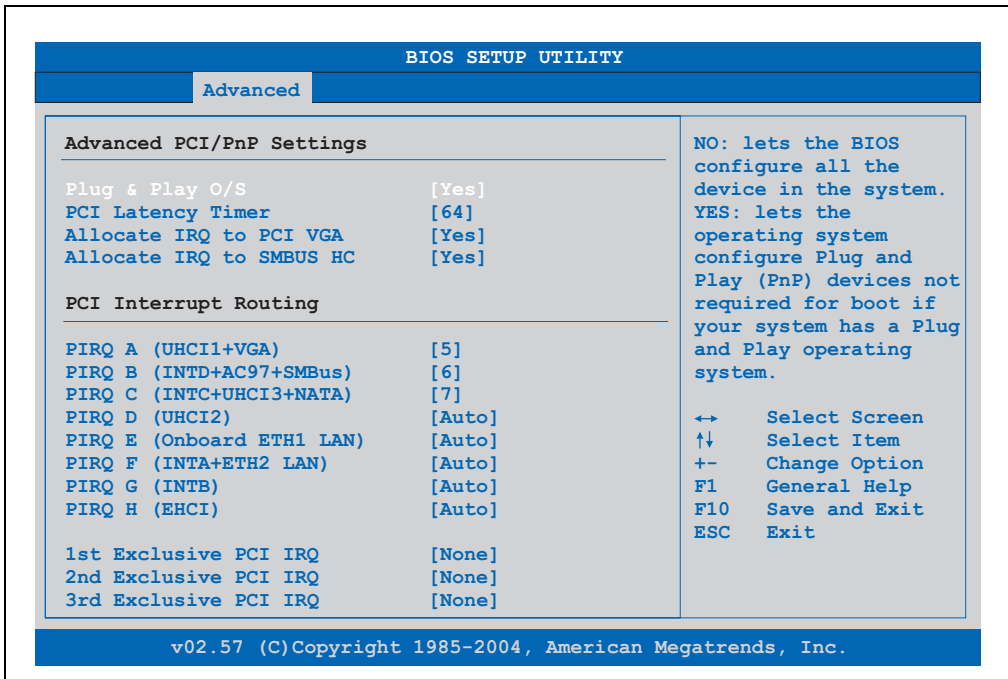 BIOS SETUP UTILITY
Advanced
Advanced PCI/PnP Settings
Plug & Play O/S [Yes]
PCI Latency Timer [64]
Allocate IRQ to PCI VGA [Yes]
Allocate IRQ to SMBUS HC [Yes]
PCI Interrupt Routing
PIRQ A (UHCI1+VGA) [5]
PIRQ B (INTD+AC97+SMBus) [6]
PIRQ C (INTC+UHCI3+NATA) [7]
PIRQ D (UHCI2) [Auto]
PIRQ E (Onboard ETH1 LAN) [Auto]
PIRQ F (INTA+ETH2 LAN) [Auto]
PIRQ G (INTB) [Auto]
PIRQ H (EHCI) [Auto]
1st Exclusive PCI IRQ [None]
2nd Exclusive PCI IRQ [None]
3rd Exclusive PCI IRQ [None]
NO: lets the BIOS
configure all the
device in the system.
YES: lets the
operating system
configure Plug and
Play (PnP) devices not
required for boot if
your system has a Plug
and Play operating
system.
↔ Select Screen
↑↓ Select Item
+- Change Option
F1 General Help
F10 Save and Exit
ESC Exit
v02.57 (C)Copyright 1985-2004, American Megatrends, Inc.